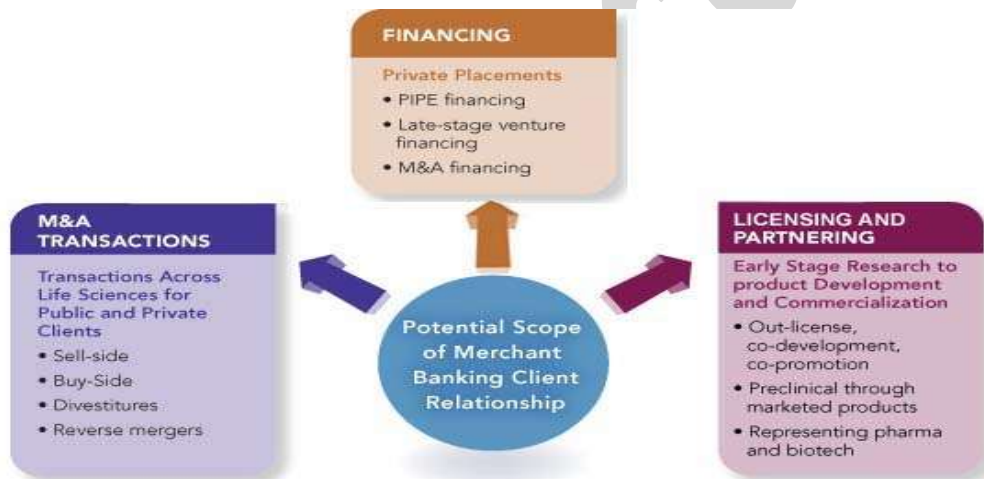 FINANCING
Private Placements
• PIPE financing
• Late-stage venture
financing
• M&A financing
M&A
TRANSACTIONS
Transactions Across
Life Sciences for
Public and Private
Clients
• Sell-side
• Buy-Side
• Divestitures
• Reverse mergers
Potential Scope
of Merchant
Banking Client
Relationship
LICENSING AND
PARTNERING
Early Stage Research to
product Development
and Commercialization
• Out-license,
co-development,
co-promotion
• Preclinical through
marketed products
• Representing pharma
and biotech